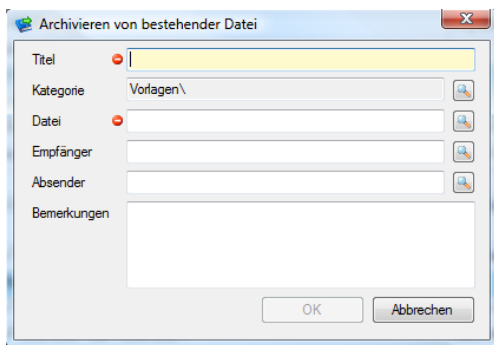 Archivieren von bestehender Datei
Titel
Kategorie Vorlagen\
Datei
Empfänger
Absender
Bemerkungen
OK Abbrechen